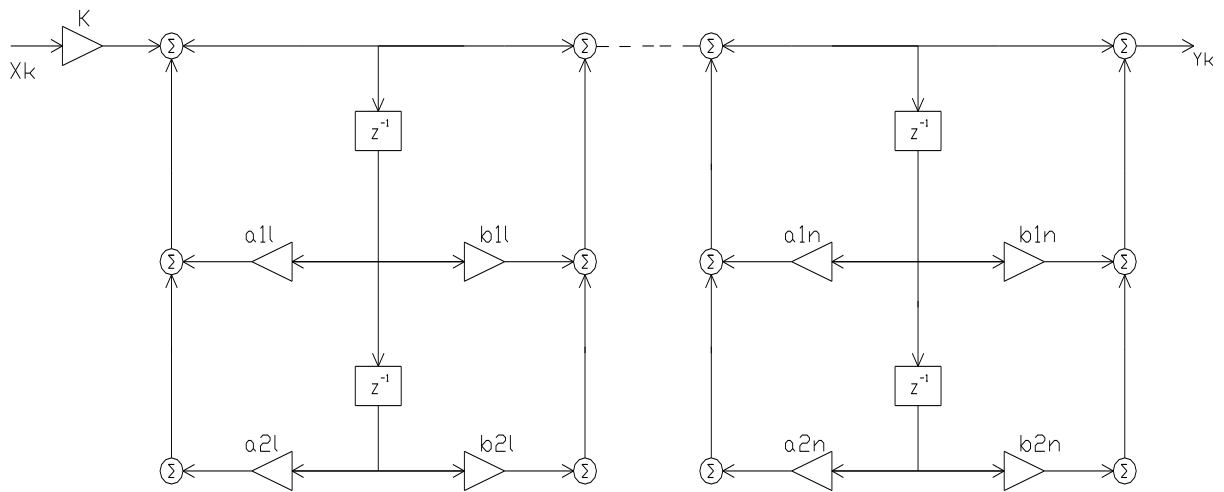 K
Xk
Σ Σ Σ Σ
Yk
z⁻¹ z⁻¹
a1l b1l a1n b1n
Σ Σ Σ Σ
z⁻¹ z⁻¹
a2l b2l a2n b2n
Σ Σ Σ Σ